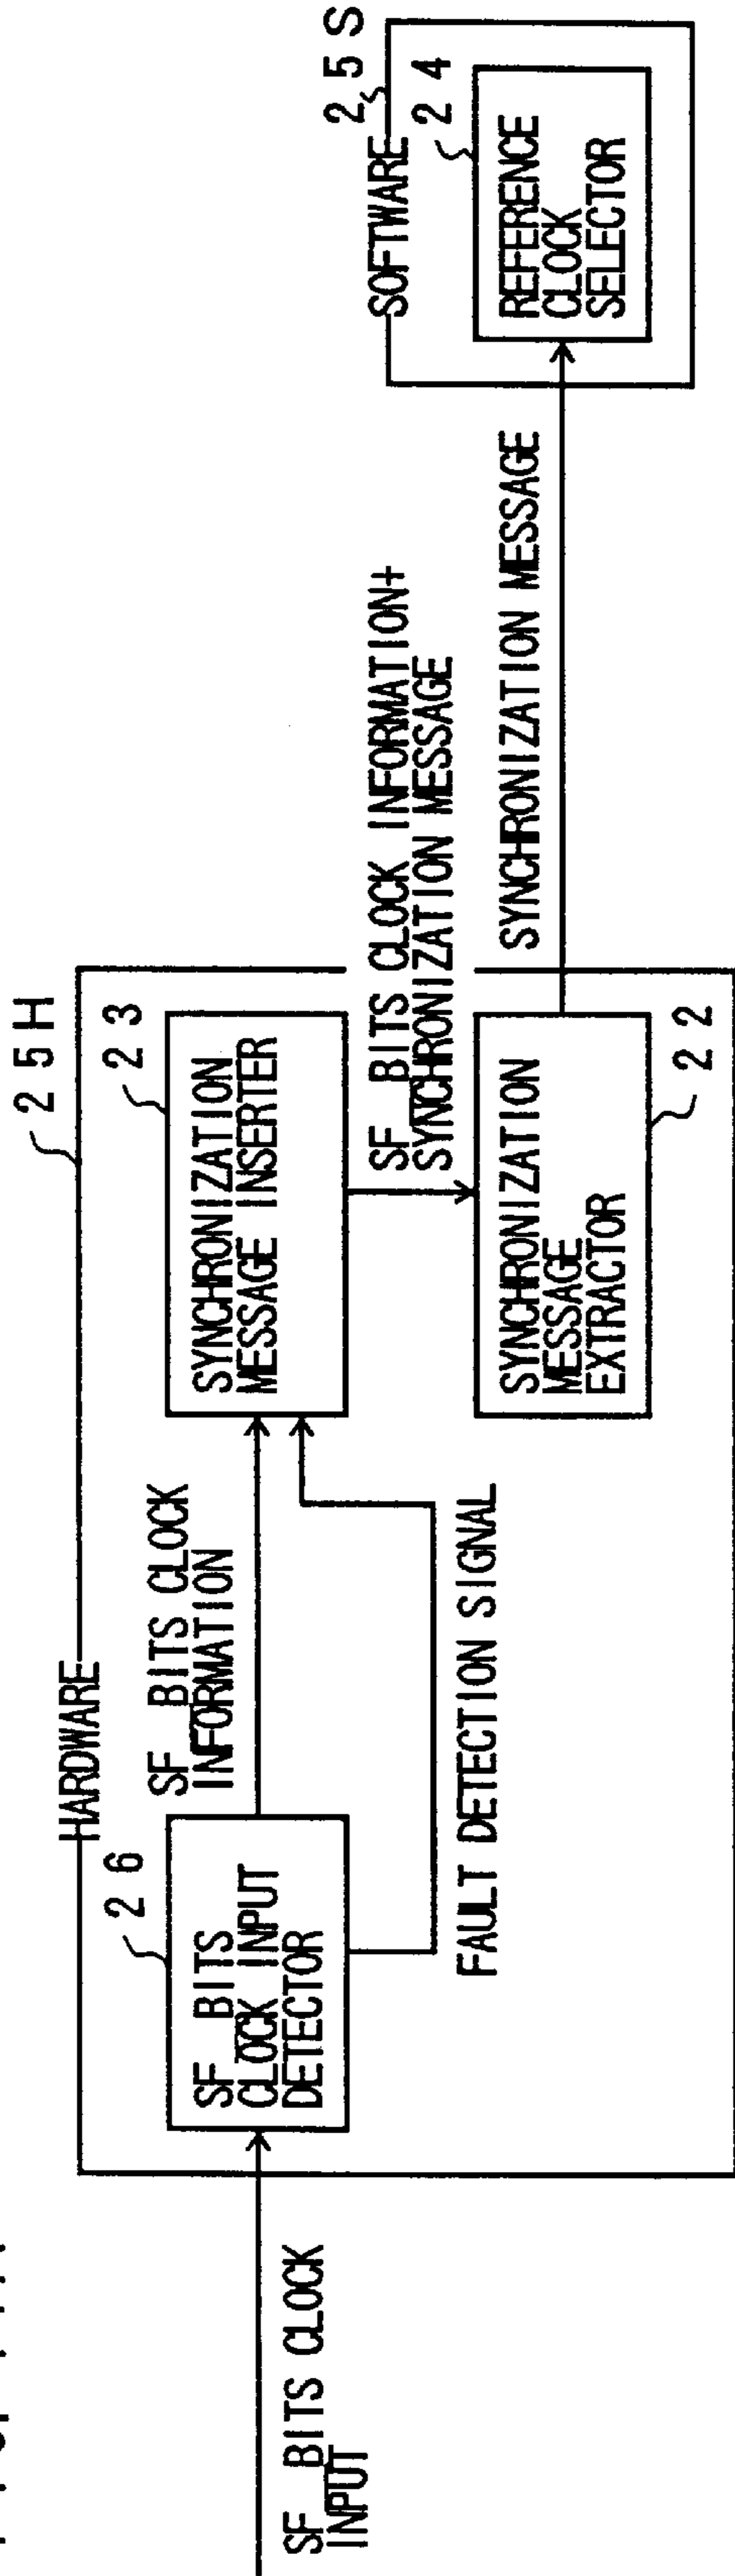 25H
HARDWARE
26
SF BITS
CLOCK INPUT
DETECTOR
SF BITS CLOCK
INPUT
SF BITS CLOCK
INFORMATION
FAULT DETECTION SIGNAL
23
SYNCHRONIZATION
MESSAGE INSERTER
SF BITS CLOCK INFORMATION+
SYNCHRONIZATION MESSAGE
SYNCHRONIZATION
MESSAGE
EXTRACTOR
22
SYNCHRONIZATION MESSAGE
25S
SOFTWARE
24
REFERENCE
CLOCK
SELECTOR